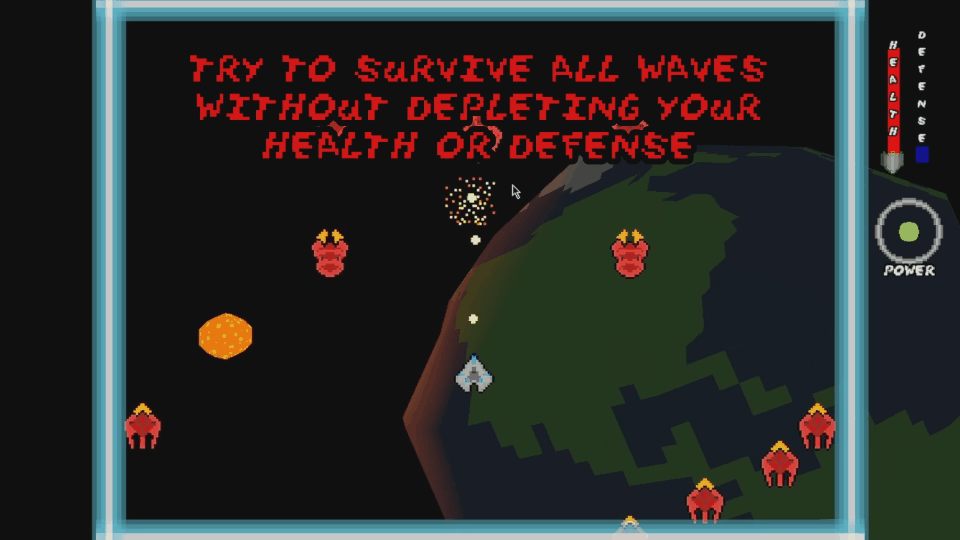 TRY TO SuRVIVE ALL WAVES
WITHOuT DEPLETING YOuR
HEALTH OR DEFENSE
HEALTH
DEFENSE
POWER